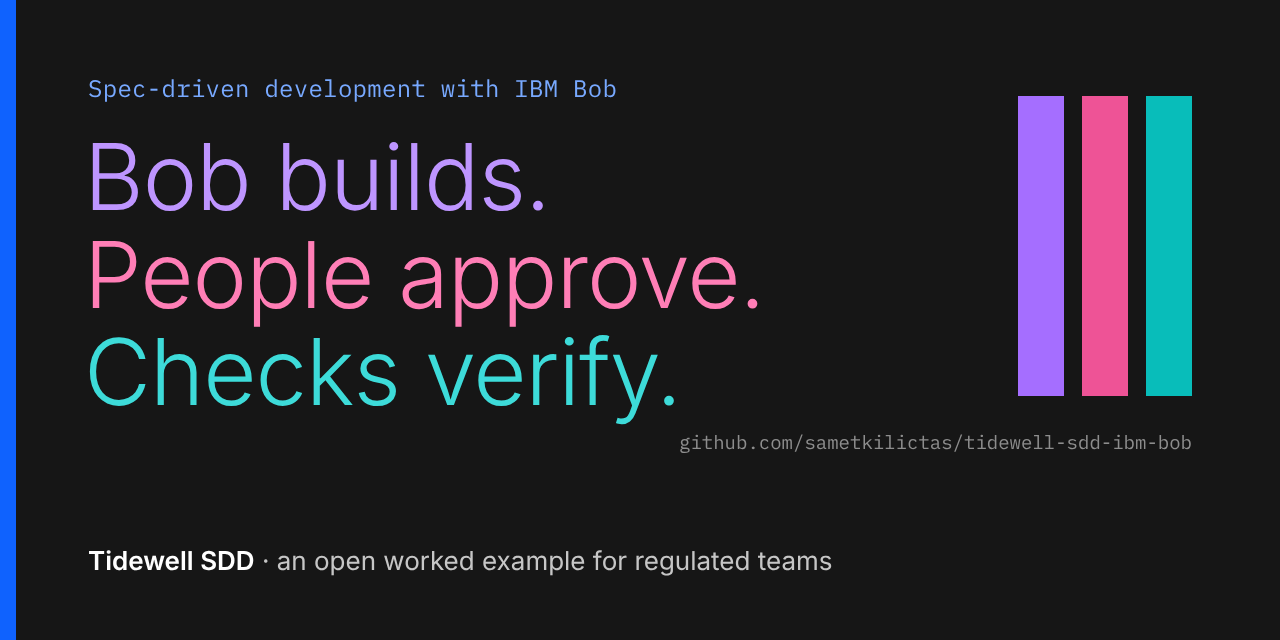 Spec-driven development with IBM Bob
Bob builds.
People approve.
Checks verify.
github.com/sametkilictas/tidewell-sdd-ibm-bob
Tidewell SDD · an open worked example for regulated teams